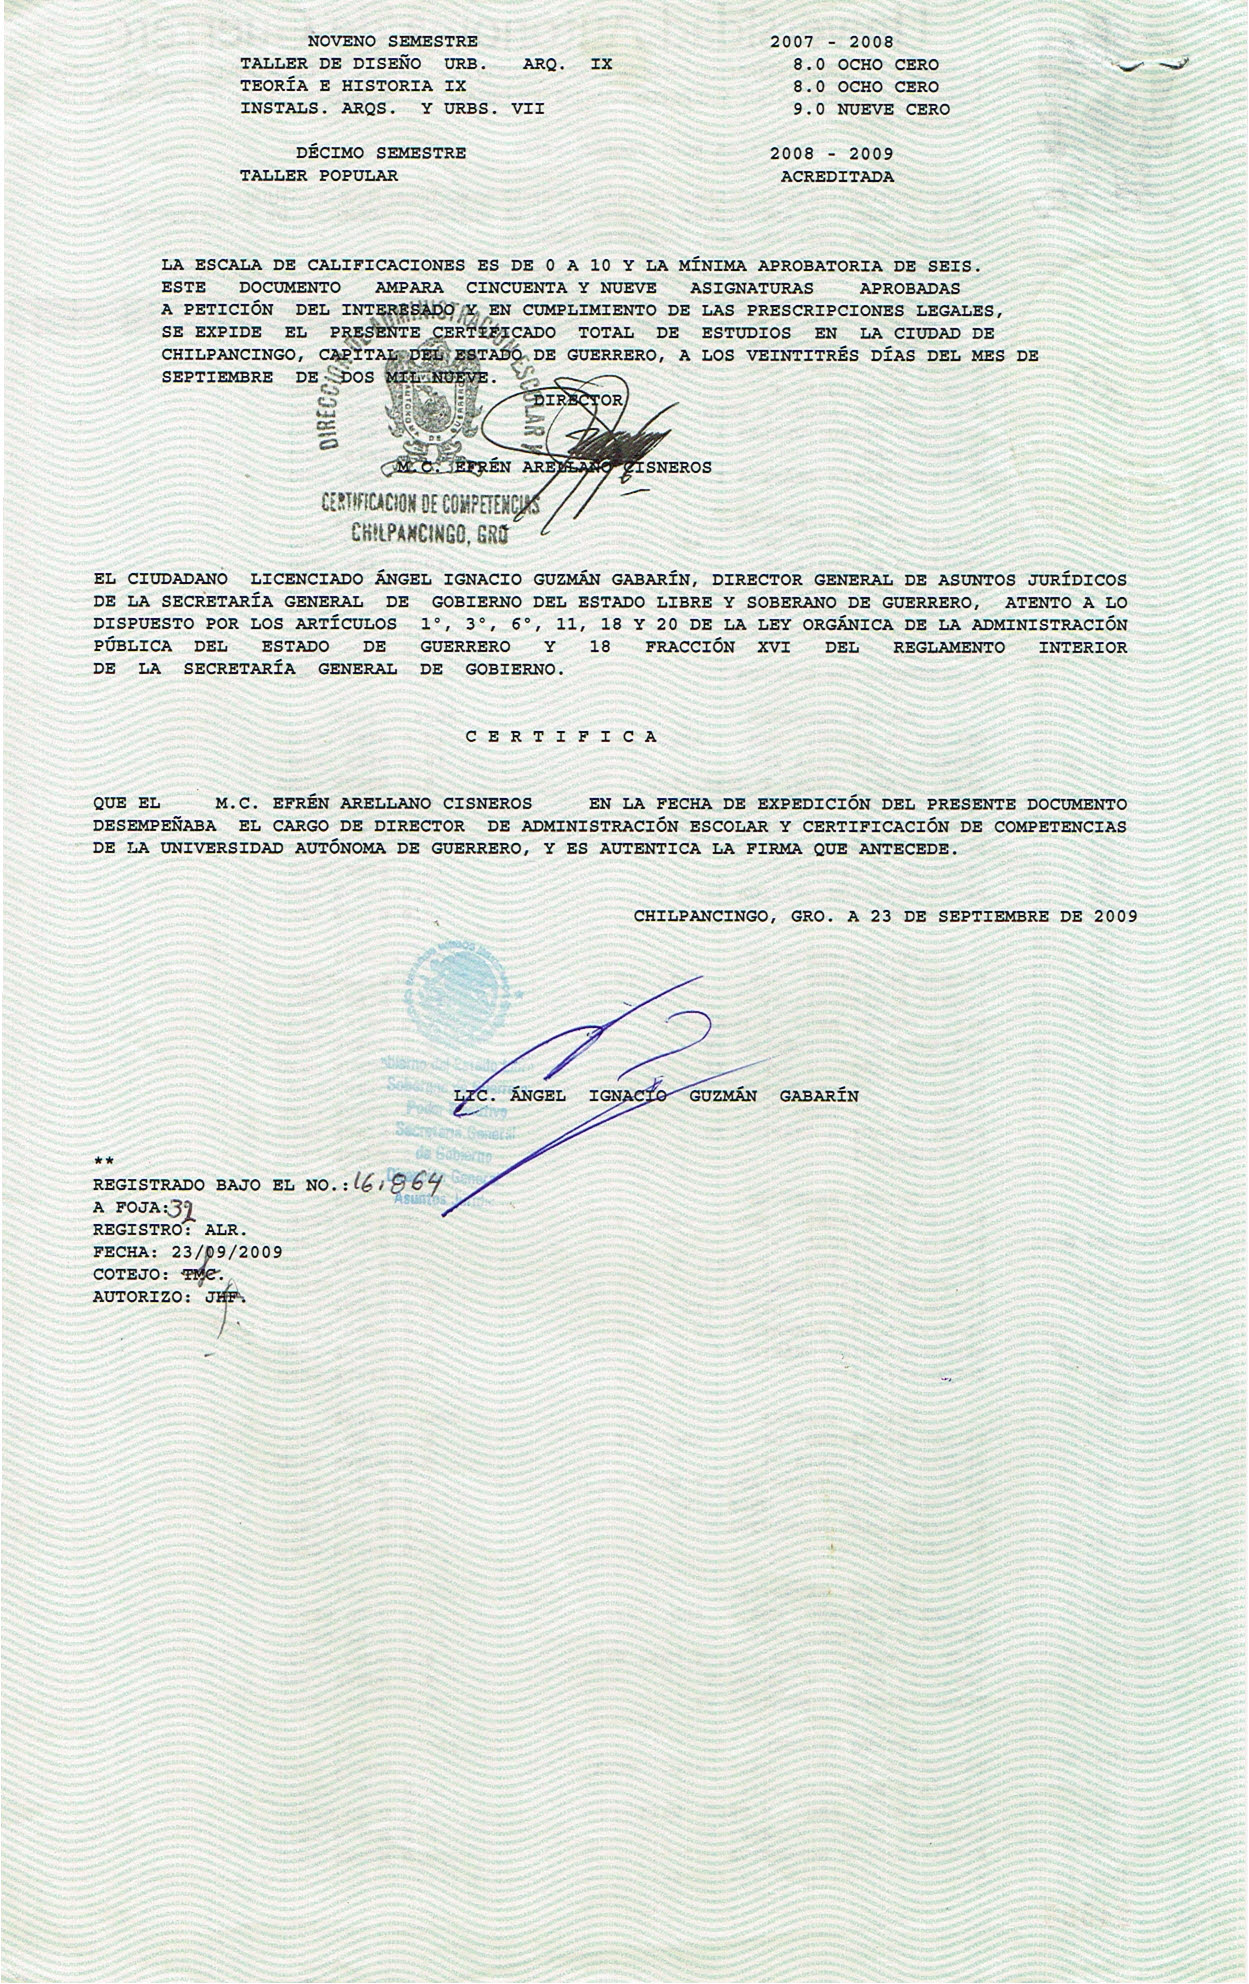 NOVENO SEMESTRE 2007 - 2008
TALLER DE DISEÑO URB. ARQ. IX 8.0 OCHO CERO
TEORÍA E HISTORIA IX 8.0 OCHO CERO
INSTALS. ARQS. Y URBS. VII 9.0 NUEVE CERO
DÉCIMO SEMESTRE 2008 - 2009
TALLER POPULAR ACREDITADA
LA ESCALA DE CALIFICACIONES ES DE 0 A 10 Y LA MÍNIMA APROBATORIA DE SEIS.
ESTE DOCUMENTO AMPARA CINCUENTA Y NUEVE ASIGNATURAS APROBADAS
A PETICIÓN DEL INTERESADO Y EN CUMPLIMIENTO DE LAS PRESCRIPCIONES LEGALES,
SE EXPIDE EL PRESENTE CERTIFICADO TOTAL DE ESTUDIOS EN LA CIUDAD DE
CHILPANCINGO, CAPITAL DEL ESTADO DE GUERRERO, A LOS VEINTITRÉS DÍAS DEL MES DE
SEPTIEMBRE DE DOS MIL NUEVE.
DIRECCION DE ADMINISTRACION ESCOLAR Y
DIRECTOR
M.C. EFRÉN ARELLANO CISNEROS
CERTIFICACION DE COMPETENCIAS
CHILPANCINGO, GRO
EL CIUDADANO LICENCIADO ÁNGEL IGNACIO GUZMÁN GABARÍN, DIRECTOR GENERAL DE ASUNTOS JURÍDICOS
DE LA SECRETARÍA GENERAL DE GOBIERNO DEL ESTADO LIBRE Y SOBERANO DE GUERRERO, ATENTO A LO
DISPUESTO POR LOS ARTÍCULOS 1°, 3°, 6°, 11, 18 Y 20 DE LA LEY ORGÁNICA DE LA ADMINISTRACIÓN
PÚBLICA DEL ESTADO DE GUERRERO Y 18 FRACCIÓN XVI DEL REGLAMENTO INTERIOR
DE LA SECRETARÍA GENERAL DE GOBIERNO.
C E R T I F I C A
QUE EL M.C. EFRÉN ARELLANO CISNEROS EN LA FECHA DE EXPEDICIÓN DEL PRESENTE DOCUMENTO
DESEMPEÑABA EL CARGO DE DIRECTOR DE ADMINISTRACIÓN ESCOLAR Y CERTIFICACIÓN DE COMPETENCIAS
DE LA UNIVERSIDAD AUTÓNOMA DE GUERRERO, Y ES AUTENTICA LA FIRMA QUE ANTECEDE.
CHILPANCINGO, GRO. A 23 DE SEPTIEMBRE DE 2009
del Estado
Soberano de
LIC. ÁNGEL IGNACIO GUZMÁN GABARÍN
Poder
Secretaría General
de Gobierno
Asuntos
**
REGISTRADO BAJO EL NO.: 16,864
A FOJA: 32
REGISTRO: ALR.
FECHA: 23/09/2009
COTEJO: TMC.
AUTORIZO: JHF.